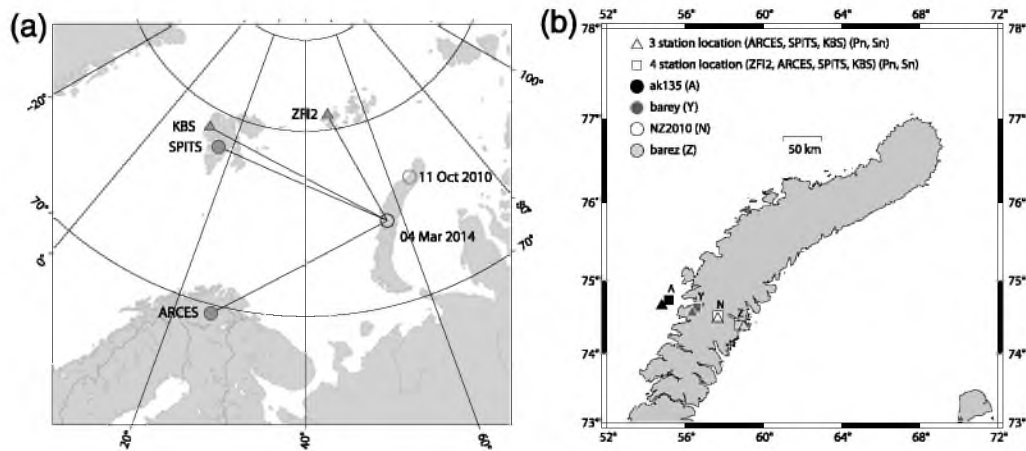 (a)
-20°
100°
KBS
SPITS
ZFI2
11 Oct 2010
80°
04 Mar 2014
70°
70°
0°
ARCES
20°
40°
60°
(b)
52° 56° 60° 64° 68° 72°
78° 78°
3 station location (ARCES, SPITS, KBS) (Pn, Sn)
4 station location (ZFI2, ARCES, SPITS, KBS) (Pn, Sn)
ak135 (A)
barey (Y)
NZ2010 (N)
barez (Z)
50 km
77° 77°
76° 76°
75° 75°
A
Y
N
Z
74° 74°
73° 73°
52° 56° 60° 64° 68° 72°